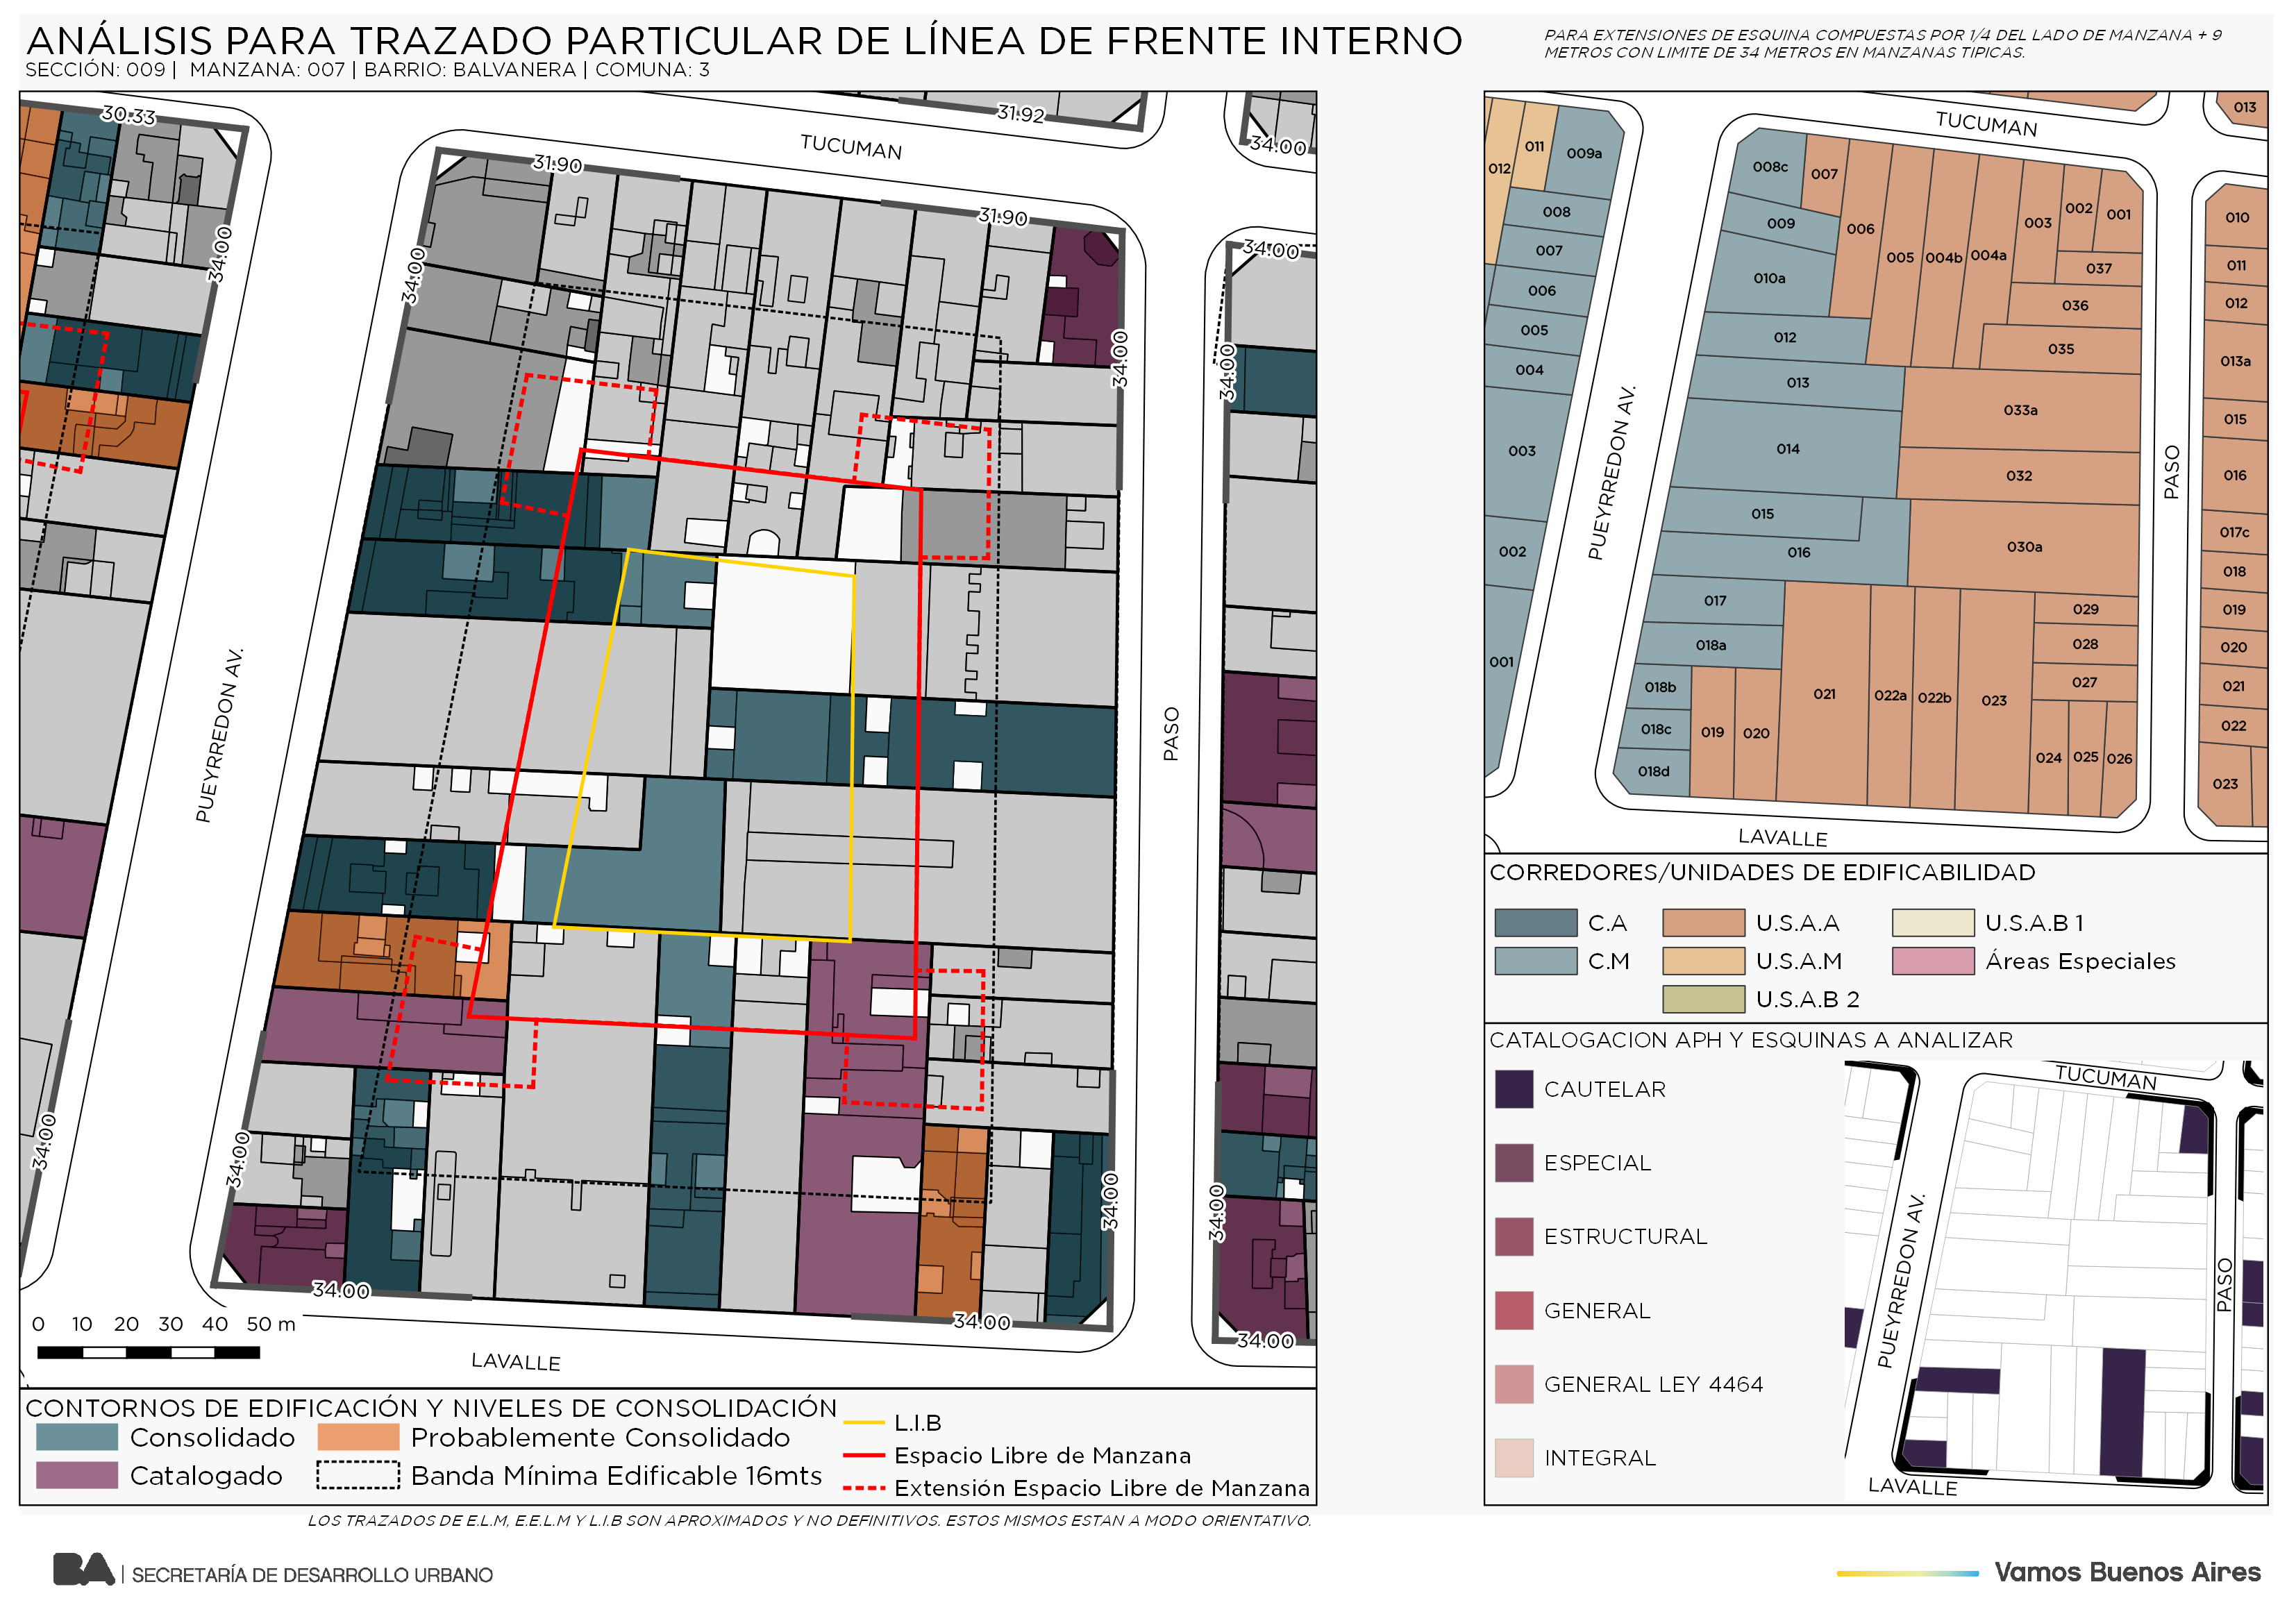 ANÁLISIS PARA TRAZADO PARTICULAR DE LÍNEA DE FRENTE INTERNO
SECCIÓN: 009 | MANZANA: 007 | BARRIO: BALVANERA | COMUNA: 3
PARA EXTENSIONES DE ESQUINA COMPUESTAS POR 1/4 DEL LADO DE MANZANA + 9
METROS CON LIMITE DE 34 METROS EN MANZANAS TIPICAS.
30.33
31.92
TUCUMAN
34.00
31.90
31.90
34.00
34.00
34.00
34.00
34.00
PUEYRREDON AV.
PASO
34.00
34.00
34.00
34.00
34.00
34.00
34.00
0 10 20 30 40 50 m
LAVALLE
CONTORNOS DE EDIFICACIÓN Y NIVELES DE CONSOLIDACIÓN
Consolidado
Probablemente Consolidado
Catalogado
Banda Mínima Edificable 16mts
L.I.B
Espacio Libre de Manzana
Extensión Espacio Libre de Manzana
LOS TRAZADOS DE E.L.M, E.E.L.M Y L.I.B SON APROXIMADOS Y NO DEFINITIVOS. ESTOS MISMOS ESTAN A MODO ORIENTATIVO.
TUCUMAN
013
012
011
009a
008
007
006
005
004
003
002
001
PUEYRREDON AV.
008c
007
009
010a
006
005
004b
004a
003
002
001
037
036
035
012
013
014
033a
032
015
016
030a
017
018a
018b
018c
018d
019
020
021
022a
022b
023
029
028
027
024
025
026
PASO
010
011
012
013a
015
016
017c
018
019
020
021
022
023
LAVALLE
CORREDORES/UNIDADES DE EDIFICABILIDAD
C.A
U.S.A.A
U.S.A.B 1
C.M
U.S.A.M
Áreas Especiales
U.S.A.B 2
CATALOGACION APH Y ESQUINAS A ANALIZAR
CAUTELAR
ESPECIAL
ESTRUCTURAL
GENERAL
GENERAL LEY 4464
INTEGRAL
TUCUMAN
PUEYRREDON AV.
PASO
LAVALLE
BA | SECRETARÍA DE DESARROLLO URBANO
Vamos Buenos Aires